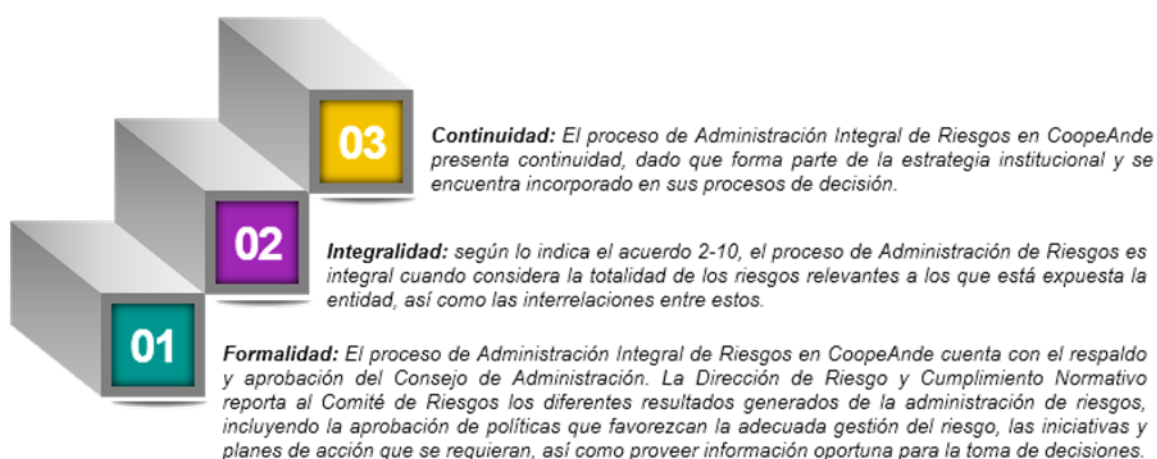 03
Continuidad: El proceso de Administración Integral de Riesgos en CoopeAnde
presenta continuidad, dado que forma parte de la estrategia institucional y se
encuentra incorporado en sus procesos de decisión.
02
Integralidad: según lo indica el acuerdo 2-10, el proceso de Administración de Riesgos es
integral cuando considera la totalidad de los riesgos relevantes a los que está expuesta la
entidad, así como las interrelaciones entre estos.
01
Formalidad: El proceso de Administración Integral de Riesgos en CoopeAnde cuenta con el respaldo
y aprobación del Consejo de Administración. La Dirección de Riesgo y Cumplimiento Normativo
reporta al Comité de Riesgos los diferentes resultados generados de la administración de riesgos,
incluyendo la aprobación de políticas que favorezcan la adecuada gestión del riesgo, las iniciativas y
planes de acción que se requieran, así como proveer información oportuna para la toma de decisiones.